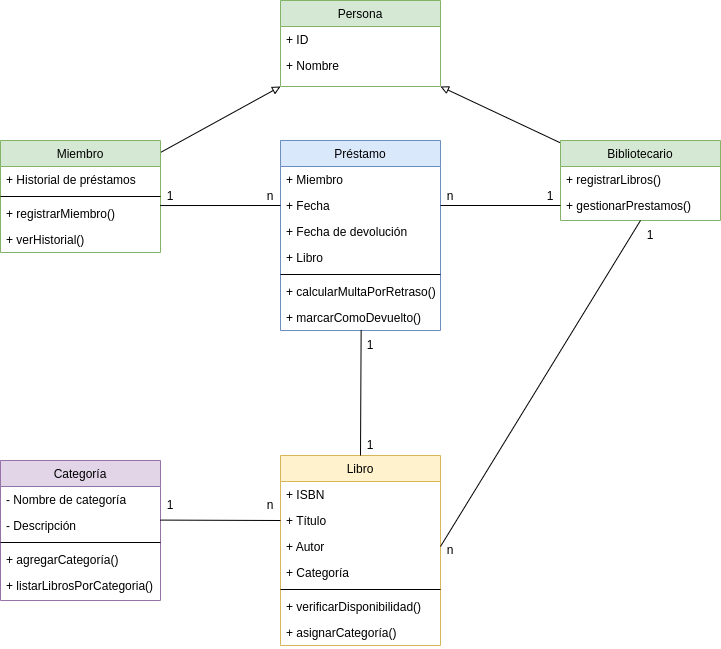 Persona
+ ID
+ Nombre
Miembro
+ Historial de préstamos
+ registrarMiembro()
+ verHistorial()
1
n
Préstamo
+ Miembro
+ Fecha
+ Fecha de devolución
+ Libro
+ calcularMultaPorRetraso()
+ marcarComoDevuelto()
n
1
Bibliotecario
+ registrarLibros()
+ gestionarPrestamos()
1
1
1
Categoría
- Nombre de categoría
- Descripción
+ agregarCategoría()
+ listarLibrosPorCategoria()
1
n
Libro
+ ISBN
+ Título
+ Autor
+ Categoría
+ verificarDisponibilidad()
+ asignarCategoría()
n